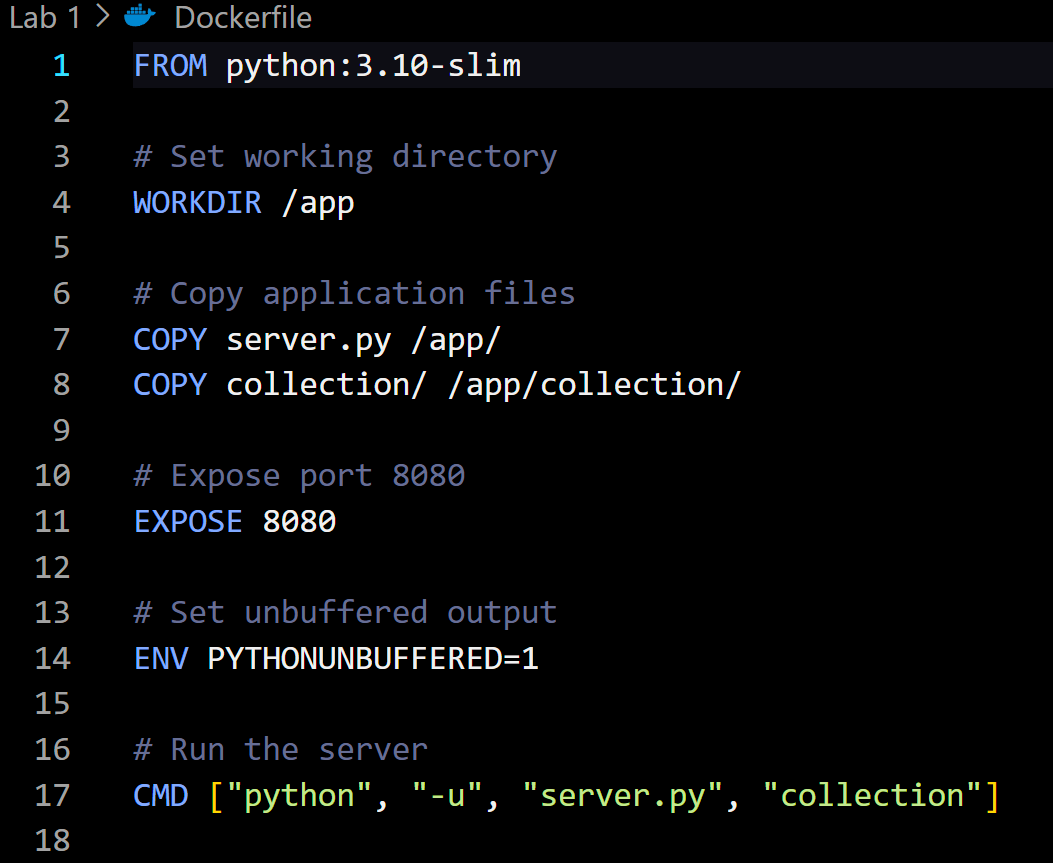 Lab 1 > Dockerfile
1 FROM python:3.10-slim
2
3 # Set working directory
4 WORKDIR /app
5
6 # Copy application files
7 COPY server.py /app/
8 COPY collection/ /app/collection/
9
10 # Expose port 8080
11 EXPOSE 8080
12
13 # Set unbuffered output
14 ENV PYTHONUNBUFFERED=1
15
16 # Run the server
17 CMD ["python", "-u", "server.py", "collection"]
18